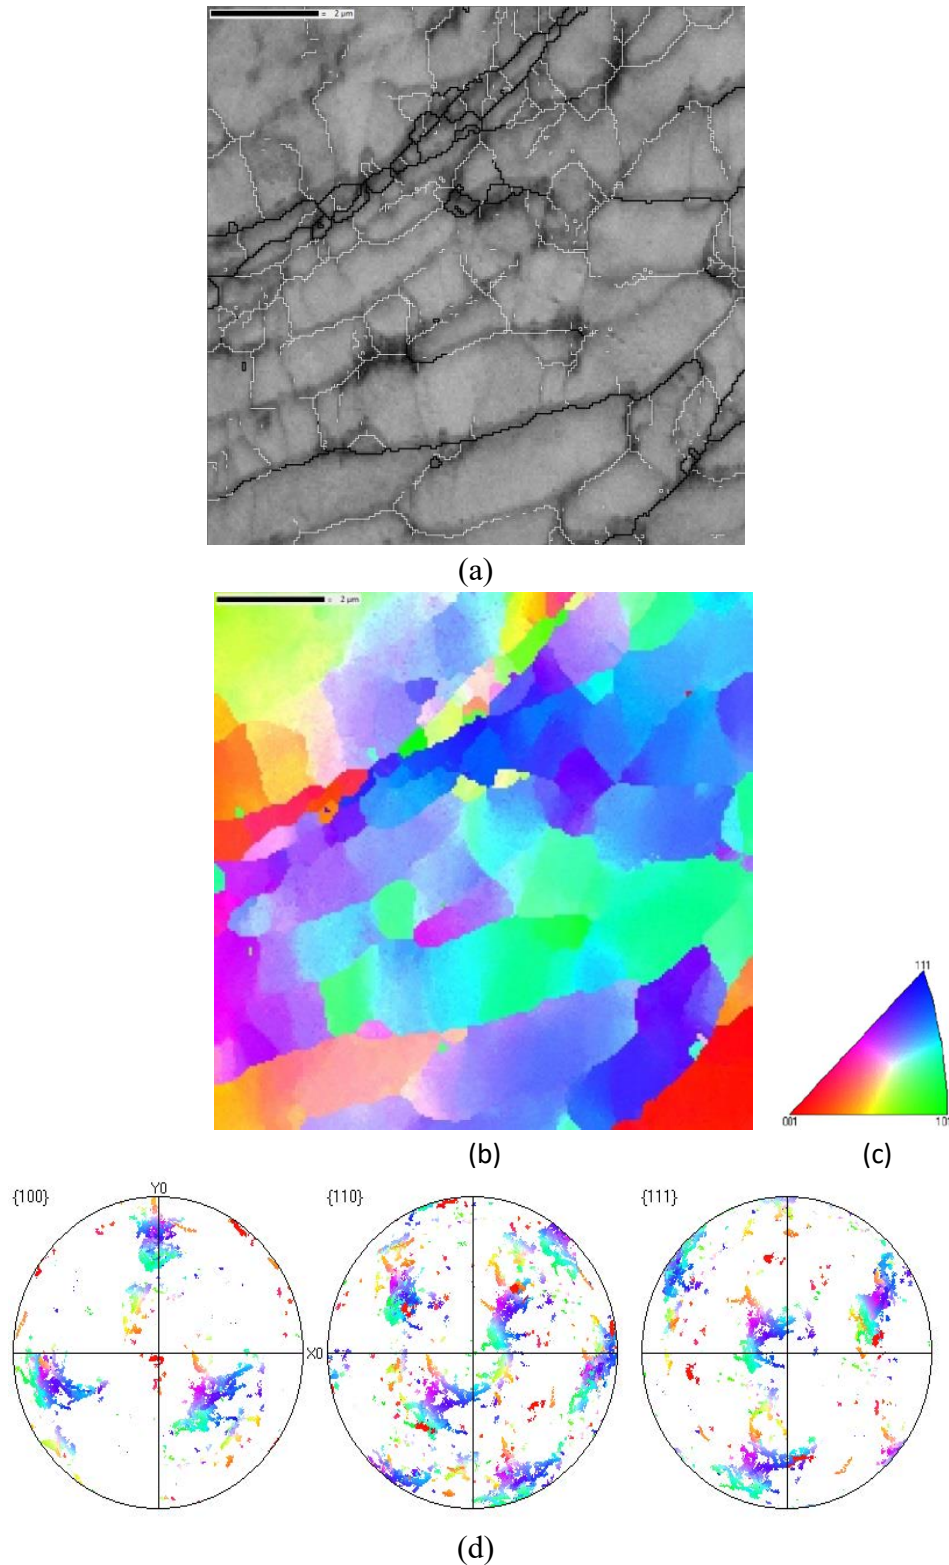 = 2 µm
(a)
= 2 µm
111
001
101
(b)
(c)
{100}
Y0
{110}
{111}
X0
(d)